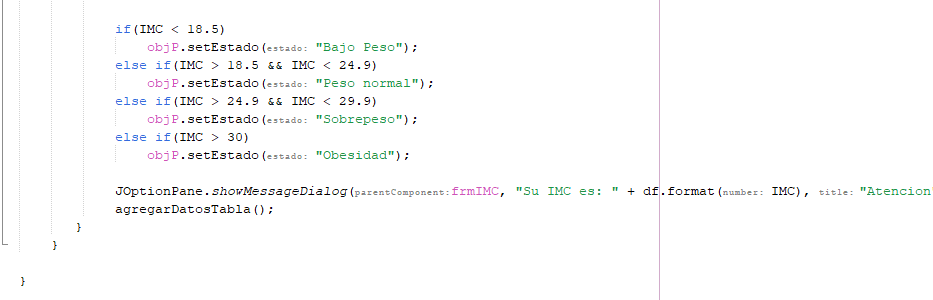 if(IMC < 18.5)
objP.setEstado(estado: "Bajo Peso");
else if(IMC > 18.5 && IMC < 24.9)
objP.setEstado(estado: "Peso normal");
else if(IMC > 24.9 && IMC < 29.9)
objP.setEstado(estado: "Sobrepeso");
else if(IMC > 30)
objP.setEstado(estado: "Obesidad");
JOptionPane.showMessageDialog(parentComponent:frmIMC, "Su IMC es: " + df.format(number: IMC), title: "Atencion
agregarDatosTabla();
}
}
}